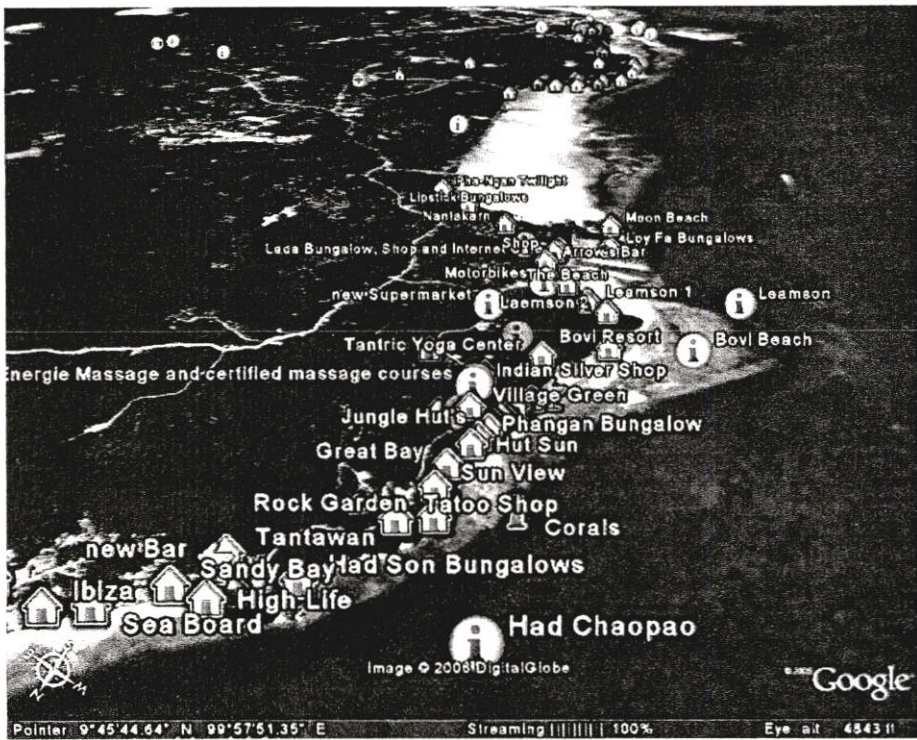 Pha-Ngan Twilight
Lipstick Bungalows
Nantakarn
Moon Beach
Loy Fa Bungalows
Lada Bungalow, Shop and Internet
Shop
Arrows Bar
Motorbikes
The Beach
new Supermarket
Laemson 2
Leamson 1
Leamson
Tantric Yoga Center
Bovi Resort
Bovi Beach
Energie Massage and certified massage courses
Indian Silver Shop
Village Green
Jungle Hut's
Phangan Bungalow
Great Bay
Hut Sun
Sun View
Rock Garden
Tatoo Shop
Corals
Tantawan
new Bar
Had Son Bungalows
Sandy Bay
Ibiza
High-Life
Sea Board
Had Chaopao
Image © 2006 DigitalGlobe
© 2005 Google
Pointer 9°45'44.64" N 99°57'51.35" E Streaming |||||||| 100% Eye alt 4843 ft